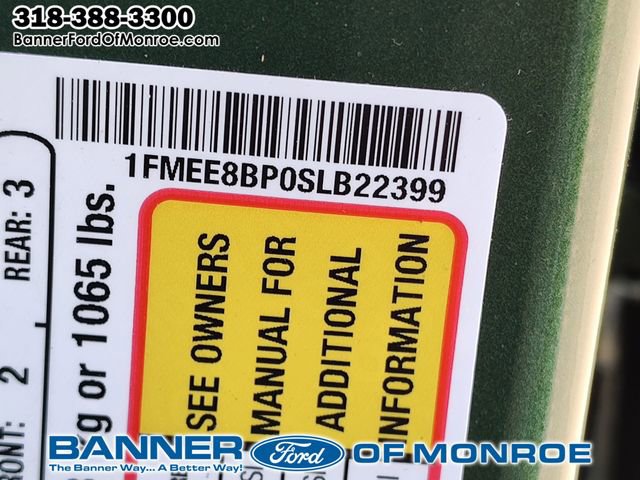 318-388-3300
BannerFordOfMonroe.com
1FMEE8BP0SLB22399
REAR: 3
FRONT: 2
g or 1065 lbs.
SEE OWNERS
MANUAL FOR
ADDITIONAL
INFORMATION
BANNER Ford OF MONROE
The Banner Way... A Better Way!